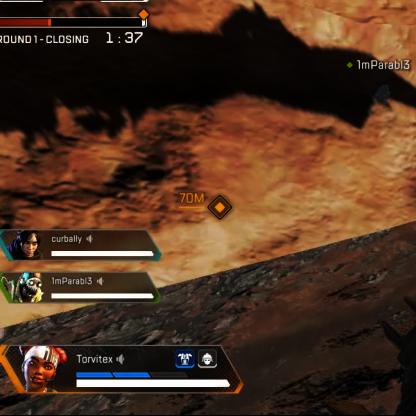 ROUND 1 - CLOSING 1:37
1mParabl3
70M
curbally
1mParabl3
Torvitex